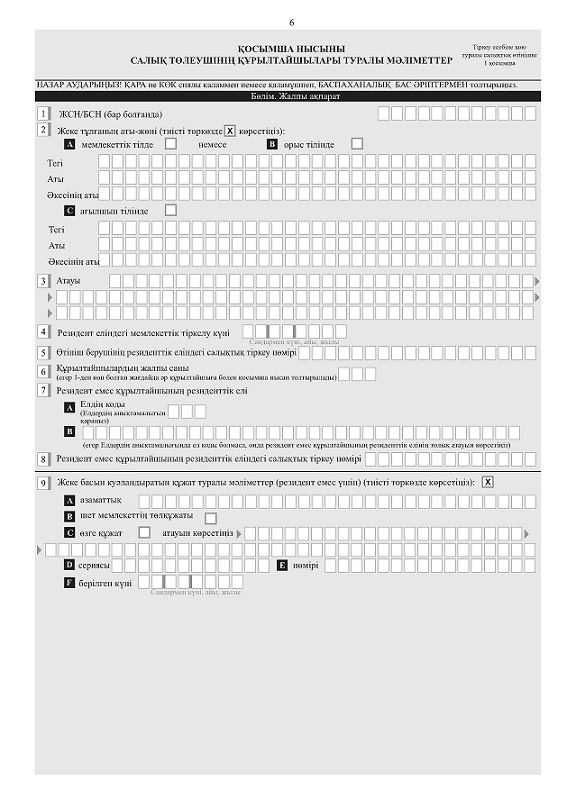 6
ҚОСЫМША НЫСЫНЫ
САЛЫҚ ТӨЛЕУШІНІҢ ҚҰРЫЛТАЙШЫЛАРЫ ТУРАЛЫ МӘЛІМЕТТЕР
Тіркеу есебіне қою
туралы салықтық өтінішіне
1 қосымша
НАЗАР АУДАРЫҢЫЗ! ҚАРА не КӨК сиялы қаламмен немесе қаламұшпен, БАСПАХАНАЛЫҚ БАС ӘРІПТЕРМЕН толтырыңыз.
Бөлім. Жалпы ақпарат
1 ЖСН/БСН (бар болғанда)
2 Жеке тұлғаның аты-жөні (тиісті торкөзде X көрсетіңіз):
A мемлекеттік тілде немесе B орыс тілінде
Тегі
Аты
Әкесінің аты
C ағылшын тілінде
Тегі
Аты
Әкесінің аты
3 Атауы
4 Резидент еліндегі мемлекеттік тіркелу күні
Сандармен күні, айы, жылы
5 Өтініш берушінің резиденттік еліндегі салықтық тіркеу нөмірі
6 Құрылтайшылардың жалпы саны
(егер 1-ден көп болған жағдайда әр құрылтайшыға бөлек қосымша нысан толтырылады)
7 Резидент емес құрылтайшының резиденттік елі
A Елдің коды
(Елдердің анықтамалығын
қараңыз)
B
(егер Елдердің анықтамалығында ел коды болмаса, онда резидент емес құрылтайшының резиденттік елінің толық атауын көрсетіңіз)
8 Резидент емес құрылтайшының резиденттік еліндегі салықтық тіркеу нөмірі
9 Жеке басын куәландыратын құжат туралы мәліметтер (резидент емес үшін) (тиісті торкөзде көрсетіңіз): X
A азаматтық
B шет мемлекеттің төлқұжаты
C өзге құжат атауын көрсетіңіз
D сериясы E нөмірі
F берілген күні
Сандармен күні, айы, жылы